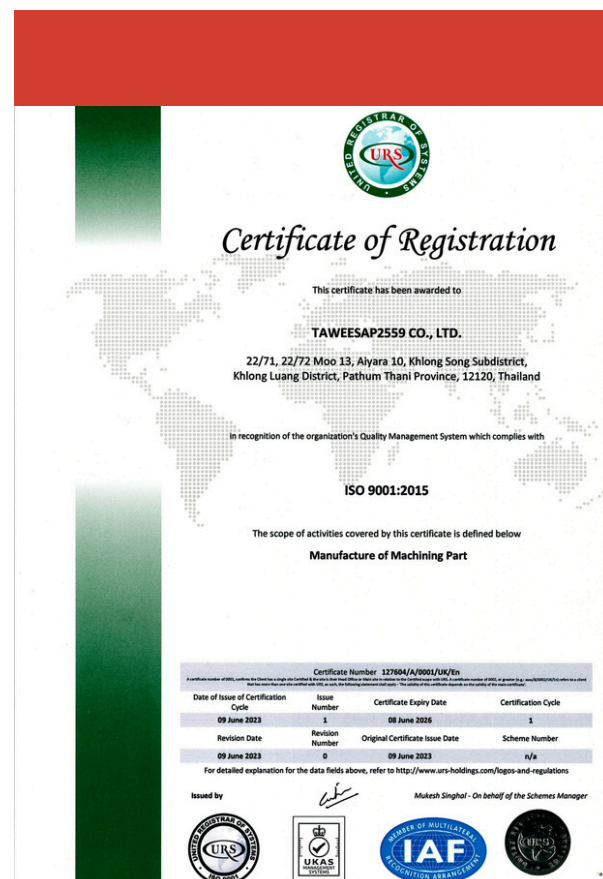 UNITED REGISTRAR OF SYSTEMS
URS
Certificate of Registration
This certificate has been awarded to
TAWEESAP2559 CO., LTD.
22/71, 22/72 Moo 13, Aiyara 10, Khlong Song Subdistrict,
Khlong Luang District, Pathum Thani Province, 12120, Thailand
in recognition of the organization's Quality Management System which complies with
ISO 9001:2015
The scope of activities covered by this certificate is defined below
Manufacture of Machining Part
Certificate Number 127604/A/0001/UK/En
Date of Issue of Certification Cycle
Issue Number
Certificate Expiry Date
Certification Cycle
09 June 2023
1
08 June 2026
1
Revision Date
Revision Number
Original Certificate Issue Date
Scheme Number
09 June 2023
0
09 June 2023
n/a
For detailed explanation for the data fields above, refer to http://www.urs-holdings.com/logos-and-regulations
Issued by
Mukesh Singhal - On behalf of the Schemes Manager
UNITED REGISTRAR OF SYSTEMS
URS
ISO 9001
UKAS
MANAGEMENT
SYSTEMS
MEMBER OF MULTILATERAL
IAF
RECOGNITION ARRANGEMENT
URS